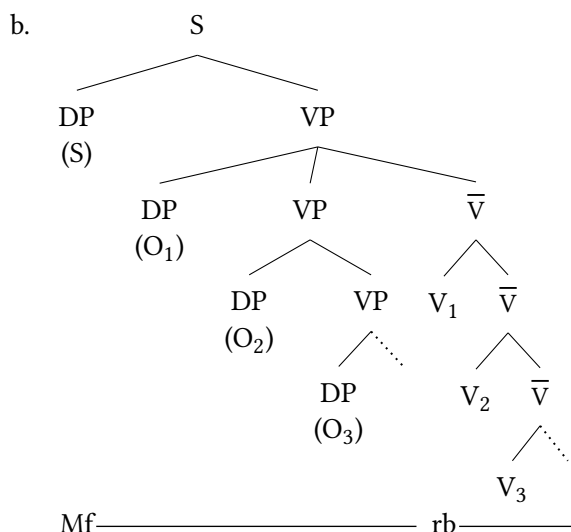 b. S
DP VP
(S)
DP VP V̅
(O₁)
DP VP V₁ V̅
(O₂)
DP V₂ V̅
(O₃)
V₃
Mf rb